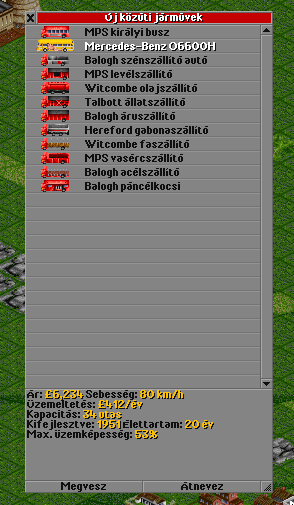 Új közúti járművek
MPS királyi busz
Mercedes-Benz O6600H
Balogh szénszállító autó
MPS levélszállító
Witcombe olajszállító
Talbott állatszállító
Balogh áruszállító
Hereford gabonaszállító
Witcombe faszállító
MPS vasércszállító
Balogh acélszállító
Balogh páncélkocsi
Ár: £6,234 Sebesség: 80 km/h
Üzemeltetés: £412/év
Kapacitás: 34 utas
Kifejlesztve: 1951 élettartam: 20 év
Max. üzemképesség: 53%
Megvesz Átnevez